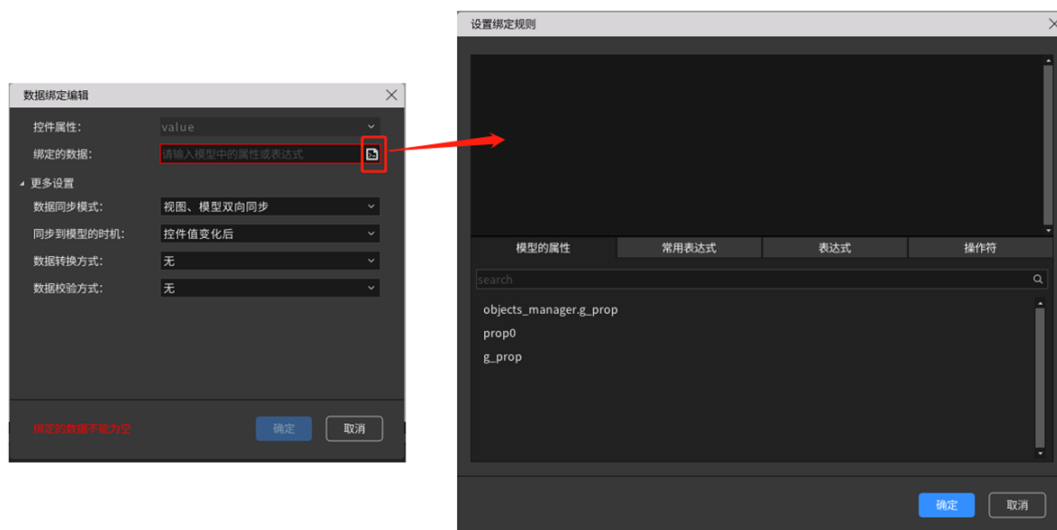 数据绑定编辑
控件属性：
value
绑定的数据：
请输入模型中的属性或表达式
更多设置
数据同步模式：
视图、模型双向同步
同步到模型的时机：
控件值变化后
数据转换方式：
无
数据校验方式：
无
绑定的数据不能为空
确定
取消
设置绑定规则
模型的属性
常用表达式
表达式
操作符
search
objects_manager.g_prop
prop0
g_prop
确定
取消